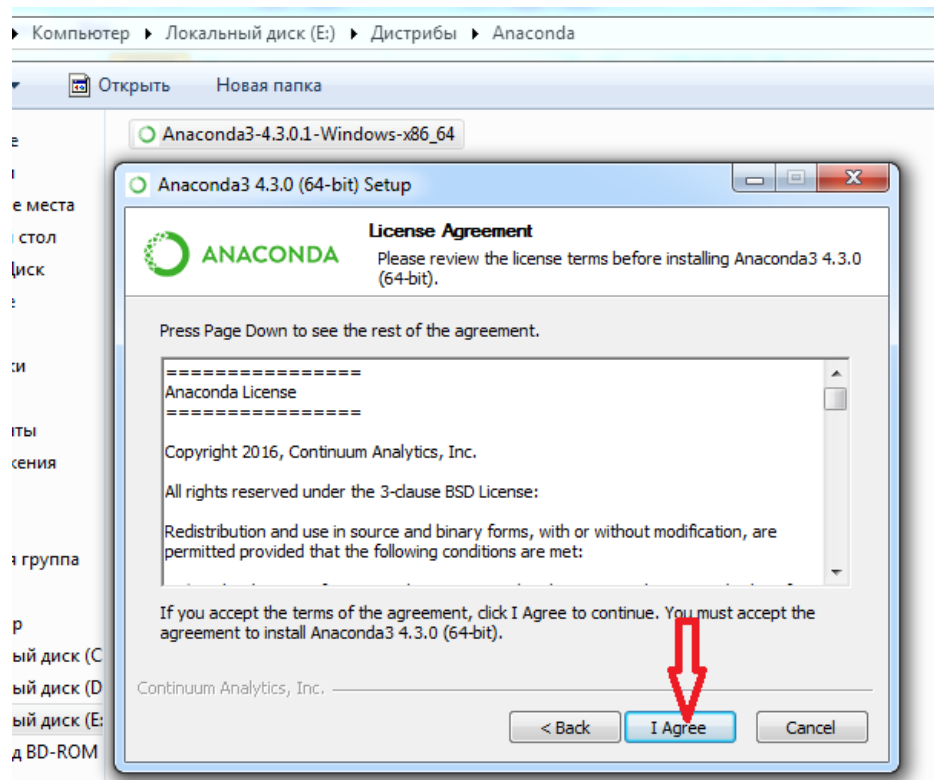 Компьютер Локальный диск (E:) Дистрибы Anaconda
Открыть Новая папка
Anaconda3-4.3.0.1-Windows-x86_64
е места
стол
Anaconda3 4.3.0 (64-bit) Setup
ANACONDA
License Agreement
Please review the license terms before installing Anaconda3 4.3.0
(64-bit).
Press Page Down to see the rest of the agreement.
================
Anaconda License
================
Copyright 2016, Continuum Analytics, Inc.
All rights reserved under the 3-clause BSD License:
Redistribution and use in source and binary forms, with or without modification, are
permitted provided that the following conditions are met:
If you accept the terms of the agreement, click I Agree to continue. You must accept the
agreement to install Anaconda3 4.3.0 (64-bit).
Continuum Analytics, Inc.
< Back I Agree Cancel
иск
ки
ты
жения
я группа
р
ый диск (C
ый диск (D
ый диск (E:
д BD-ROM